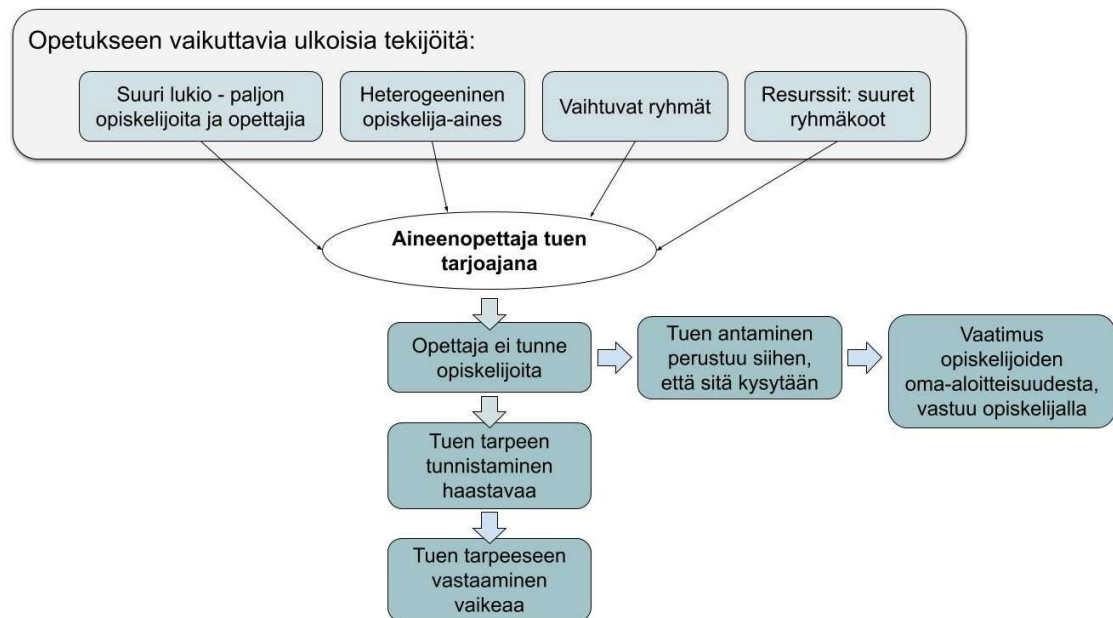 Opetukseen vaikuttavia ulkoisia tekijöitä:
Suuri lukio - paljon
opiskelijoita ja opettajia
Heterogeeninen
opiskelija-aines
Vaihtuvat ryhmät
Resurssit: suuret
ryhmäkoot
Aineenopettaja tuen
tarjoajana
Opettaja ei tunne
opiskelijoita
Tuen antaminen
perustuu siihen,
että sitä kysytään
Vaatimus
opiskelijoiden
oma-aloitteisuudesta,
vastuu opiskelijalla
Tuen tarpeen
tunnistaminen
haastavaa
Tuen tarpeeseen
vastaaminen
vaikeaa